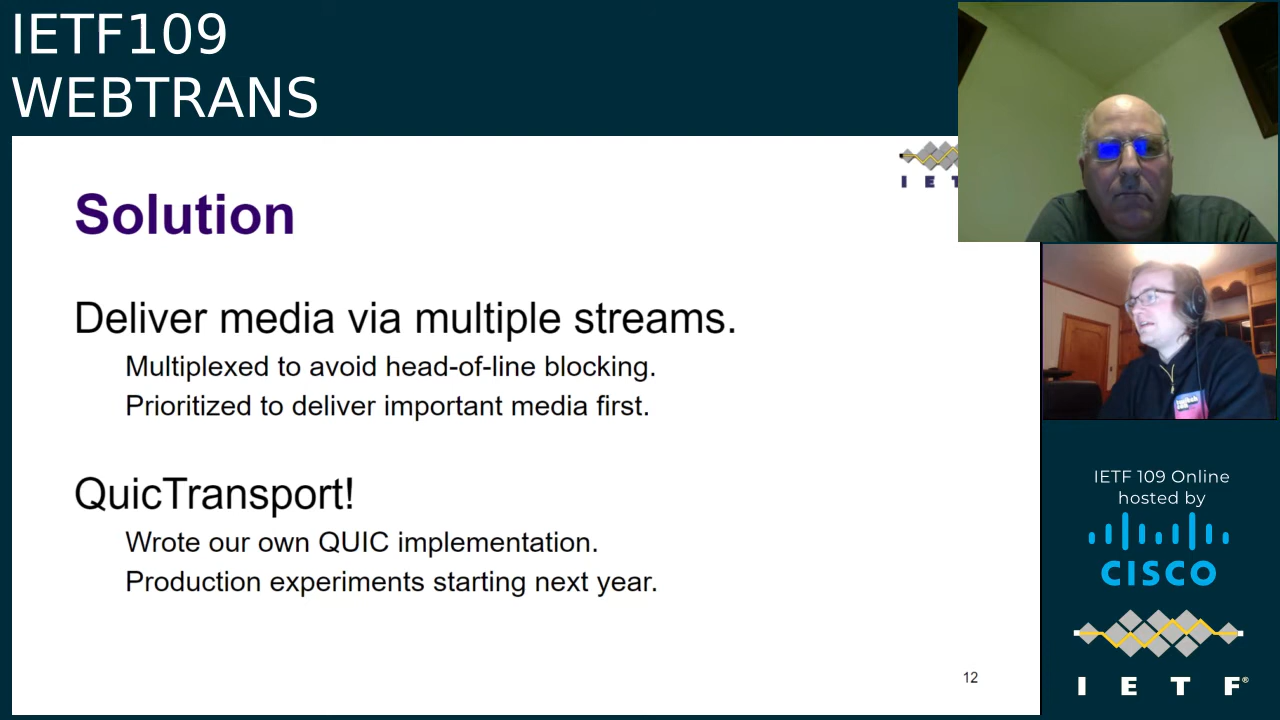 IETF109
WEBTRANS
I E T
Solution
Deliver media via multiple streams.
Multiplexed to avoid head-of-line blocking.
Prioritized to deliver important media first.
QuicTransport!
Wrote our own QUIC implementation.
Production experiments starting next year.
12
IETF 109 Online
hosted by
CISCO
I E T F®